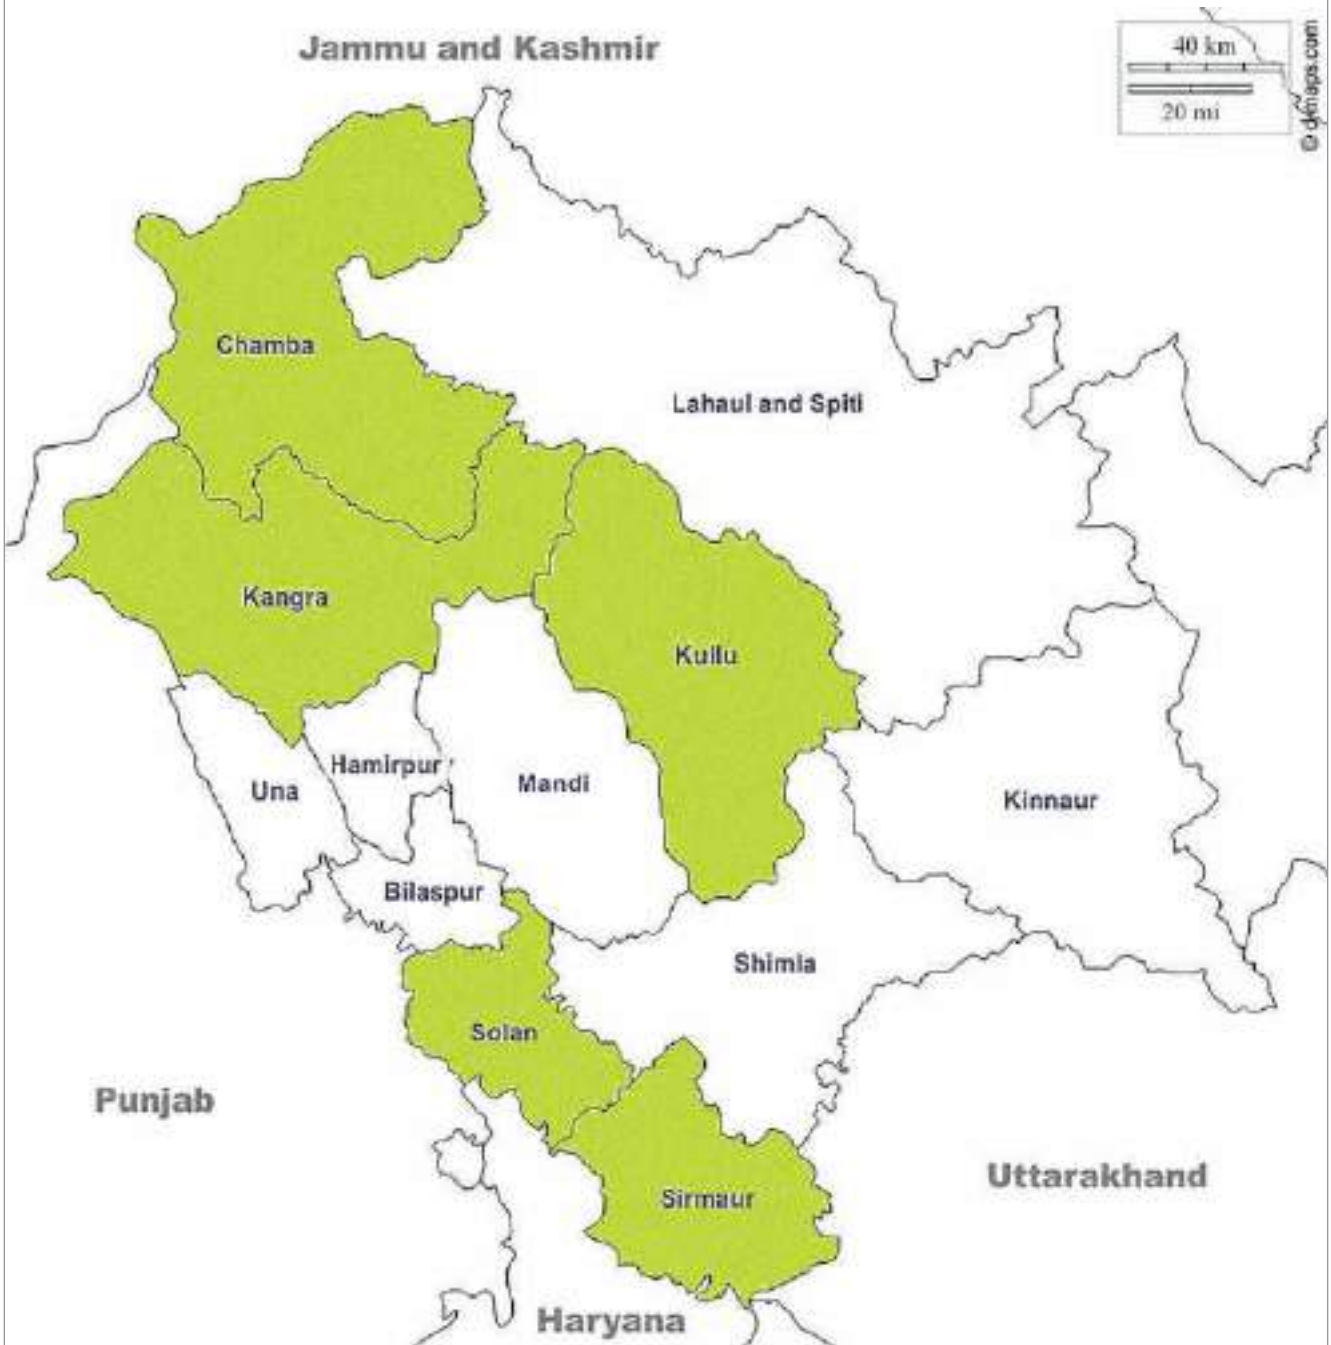 Jammu and Kashmir
40 km
20 mi
© d-maps.com
Chamba
Lahaul and Spiti
Kangra
Kullu
Hamirpur
Una
Mandi
Kinnaur
Bilaspur
Shimla
Solan
Punjab
Uttarakhand
Sirmaur
Haryana